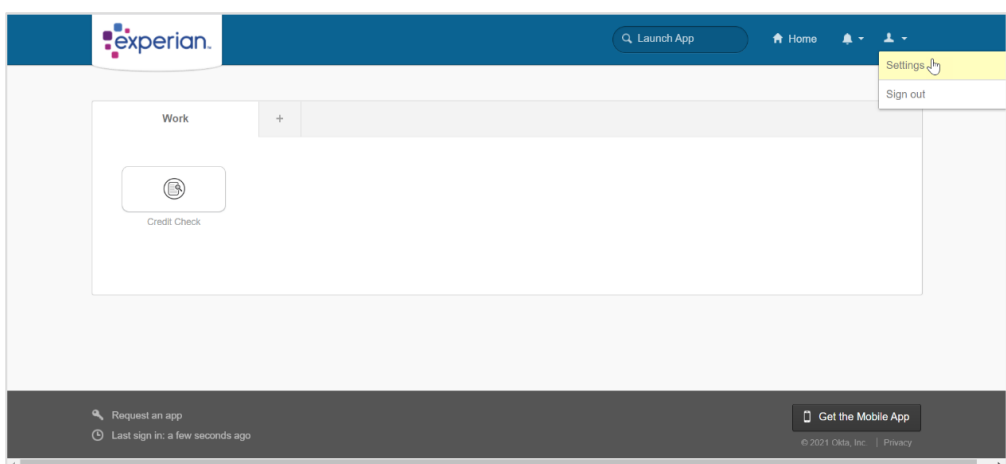 experian.
Launch App
Home
Settings
Sign out
Work
+
Credit Check
Request an app
Last sign in: a few seconds ago
Get the Mobile App
© 2021 Okta, Inc. | Privacy